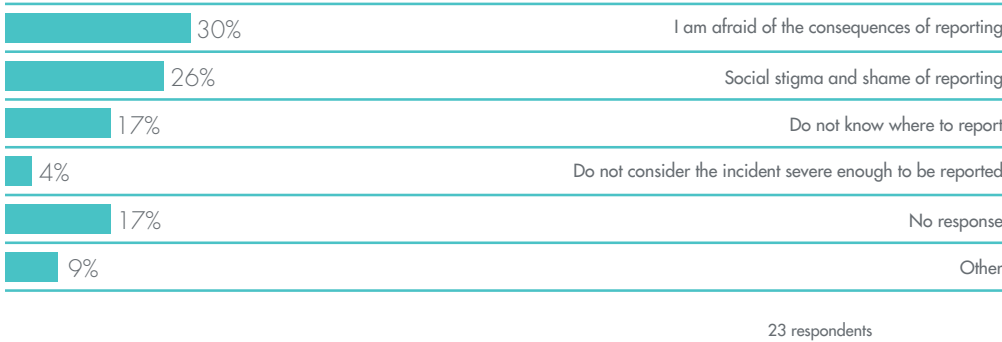 30% I am afraid of the consequences of reporting
26% Social stigma and shame of reporting
17% Do not know where to report
4% Do not consider the incident severe enough to be reported
17% No response
9% Other
23 respondents